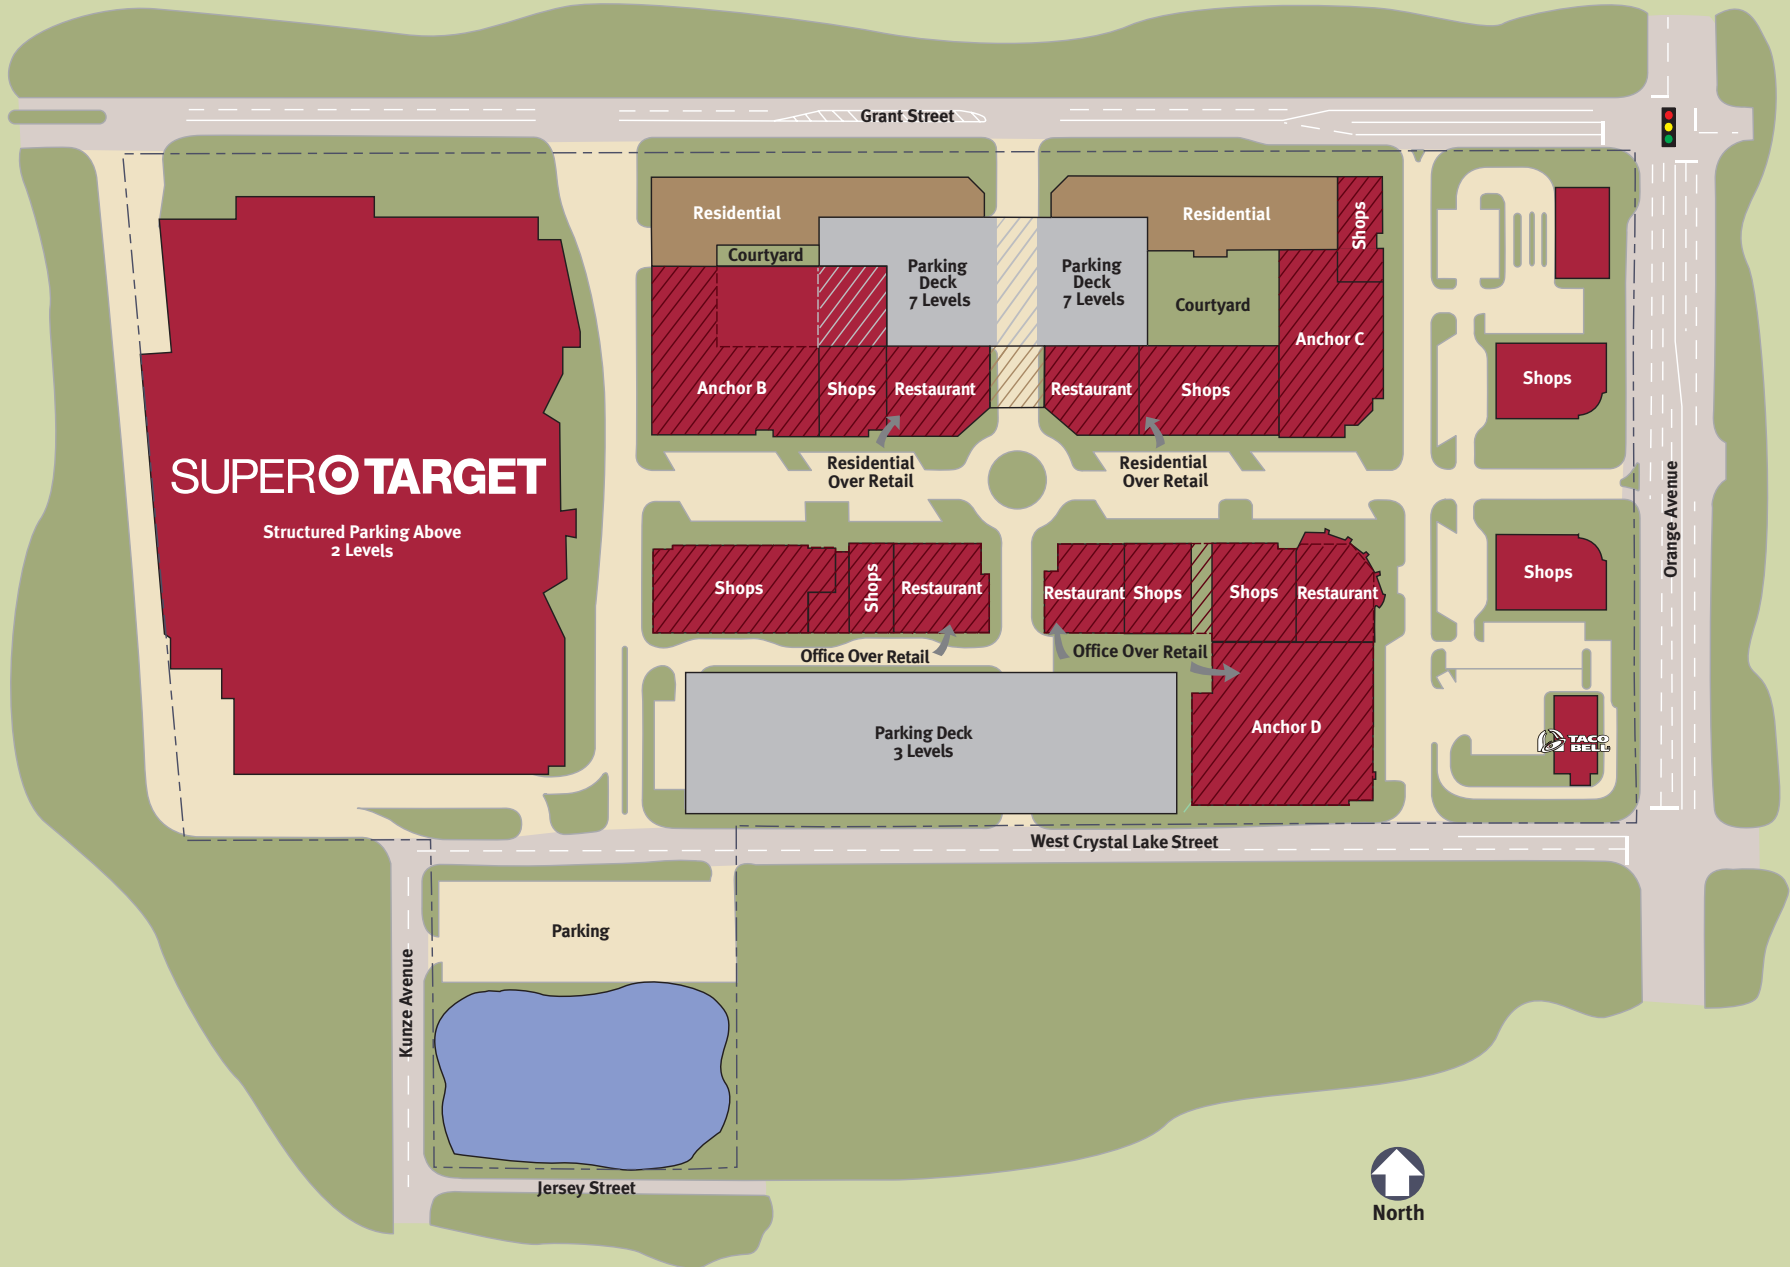 Grant Street
Residential
Courtyard
Parking
Deck
7 Levels
Parking
Deck
7 Levels
Residential
Shops
Courtyard
Anchor C
Anchor B
Shops
Restaurant
Restaurant
Shops
Shops
Residential
Over Retail
Residential
Over Retail
SUPER TARGET
Structured Parking Above
2 Levels
Shops
Shops
Restaurant
Restaurant
Shops
Shops
Restaurant
Shops
Orange Avenue
Office Over Retail
Office Over Retail
Parking Deck
3 Levels
Anchor D
TACO
BELL
West Crystal Lake Street
Parking
Kunze Avenue
Jersey Street
North